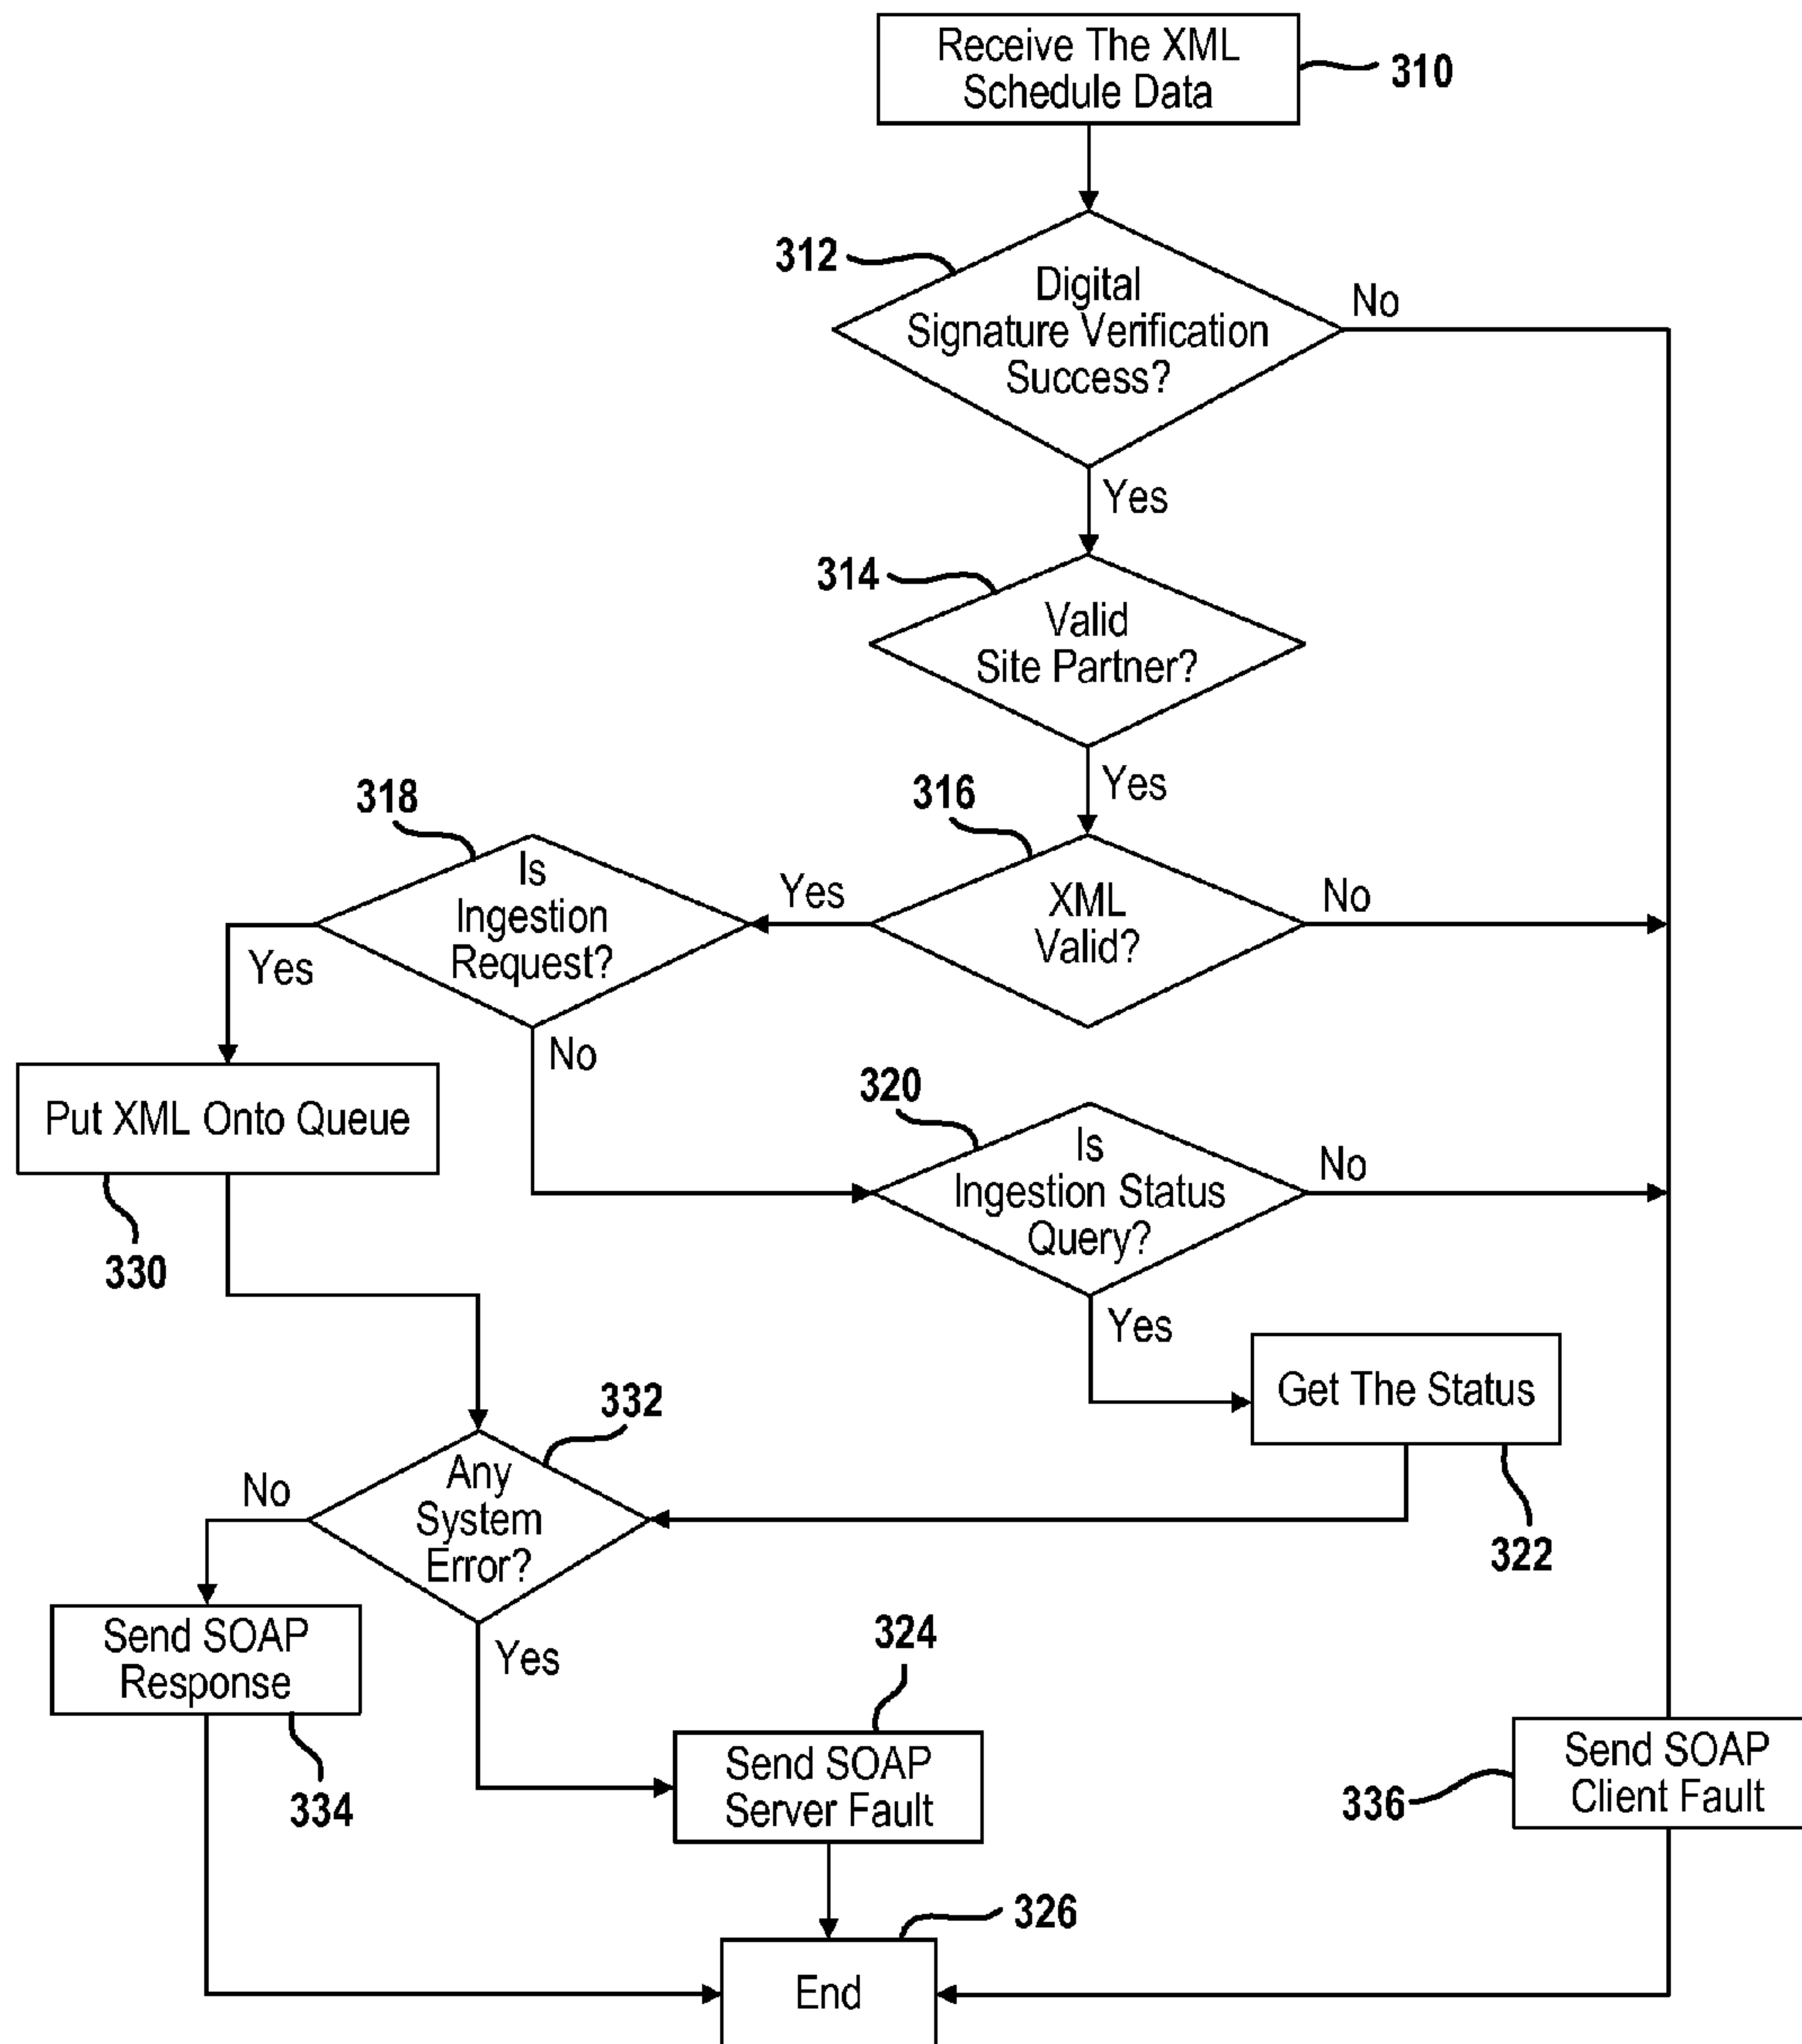 Receive The XML
Schedule Data
310
312
Digital
Signature Verification
Success?
No
Yes
314
Valid
Site Partner?
Yes
318
316
Is
Ingestion
Request?
Yes
XML
Valid?
No
Yes
No
Put XML Onto Queue
330
320
Is
Ingestion Status
Query?
No
Yes
Get The Status
322
332
Any
System
Error?
No
Yes
Send SOAP
Response
334
324
Send SOAP
Server Fault
Send SOAP
Client Fault
336
326
End